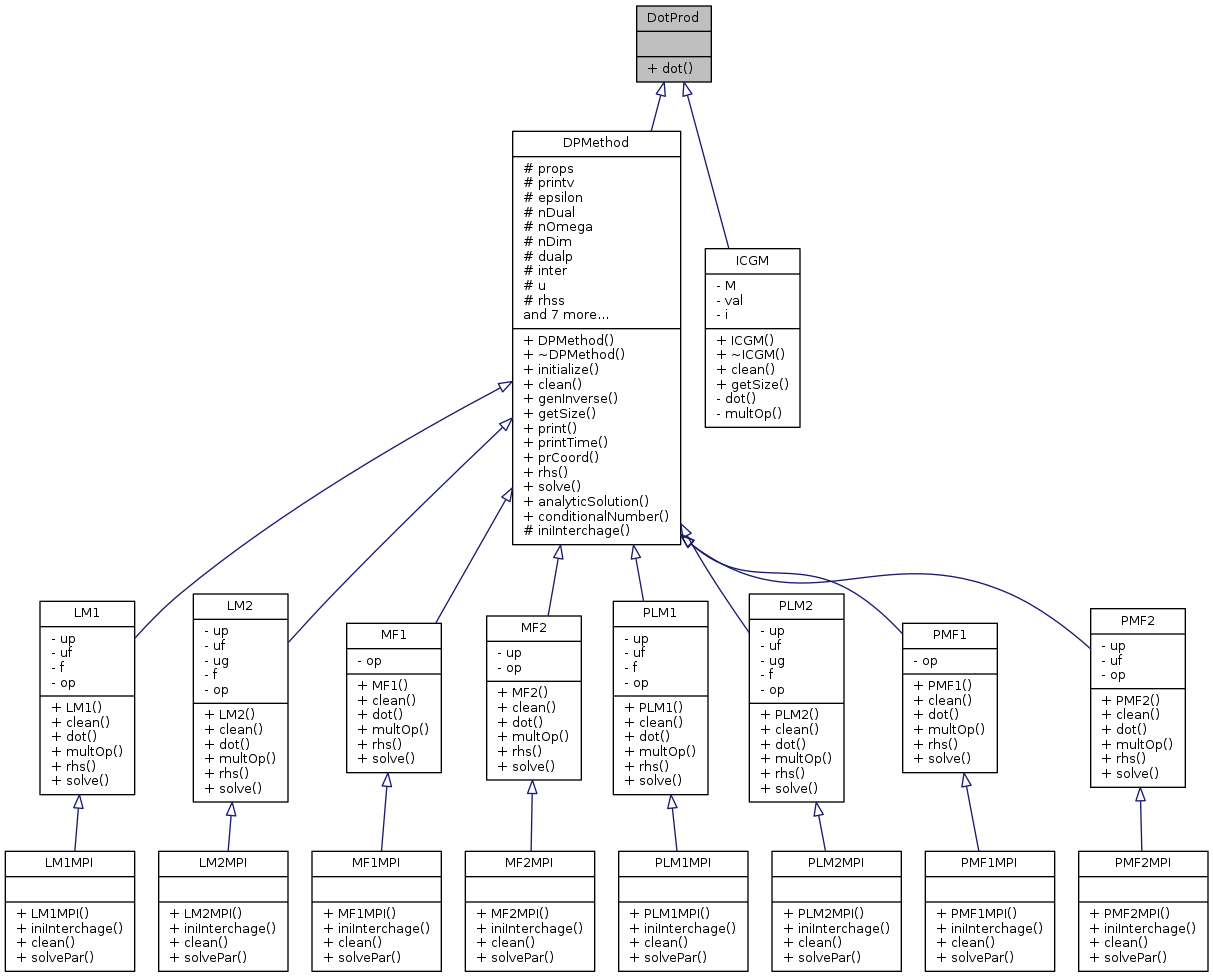 DotProd
+ dot()
DPMethod
# props
# printv
# epsilon
# nDual
# nOmega
# nDim
# dualp
# inter
# u
# rhss
and 7 more...
+ DPMethod()
+ ~DPMethod()
+ initialize()
+ clean()
+ genInverse()
+ getSize()
+ print()
+ printTime()
+ prCoord()
+ rhs()
+ solve()
+ analyticSolution()
+ conditionalNumber()
# iniInterchage()
ICGM
- M
- val
- i
+ ICGM()
+ ~ICGM()
+ clean()
+ getSize()
- dot()
- multOp()
LM1
- up
- uf
- f
- op
+ LM1()
+ clean()
+ dot()
+ multOp()
+ rhs()
+ solve()
LM2
- up
- uf
- ug
- f
- op
+ LM2()
+ clean()
+ dot()
+ multOp()
+ rhs()
+ solve()
MF1
- op
+ MF1()
+ clean()
+ dot()
+ multOp()
+ rhs()
+ solve()
MF2
- up
- op
+ MF2()
+ clean()
+ dot()
+ multOp()
+ rhs()
+ solve()
PLM1
- up
- uf
- f
- op
+ PLM1()
+ clean()
+ dot()
+ multOp()
+ rhs()
+ solve()
PLM2
- up
- uf
- ug
- f
- op
+ PLM2()
+ clean()
+ dot()
+ multOp()
+ rhs()
+ solve()
PMF1
- op
+ PMF1()
+ clean()
+ dot()
+ multOp()
+ rhs()
+ solve()
PMF2
- up
- uf
- op
+ PMF2()
+ clean()
+ dot()
+ multOp()
+ rhs()
+ solve()
LM1MPI
+ LM1MPI()
+ iniInterchage()
+ clean()
+ solvePar()
LM2MPI
+ LM2MPI()
+ iniInterchage()
+ clean()
+ solvePar()
MF1MPI
+ MF1MPI()
+ iniInterchage()
+ clean()
+ solvePar()
MF2MPI
+ MF2MPI()
+ iniInterchage()
+ clean()
+ solvePar()
PLM1MPI
+ PLM1MPI()
+ iniInterchage()
+ clean()
+ solvePar()
PLM2MPI
+ PLM2MPI()
+ iniInterchage()
+ clean()
+ solvePar()
PMF1MPI
+ PMF1MPI()
+ iniInterchage()
+ clean()
+ solvePar()
PMF2MPI
+ PMF2MPI()
+ iniInterchage()
+ clean()
+ solvePar()